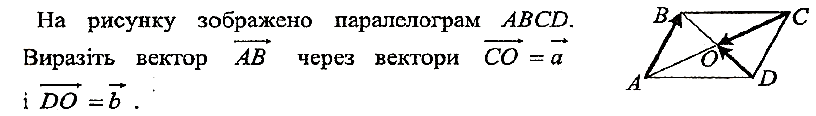 На рисунку зображено паралелограм ABCD.
Виразіть вектор AB⃗ через вектори CO⃗ = a⃗
і DO⃗ = b⃗ .
B
C
O
A
D